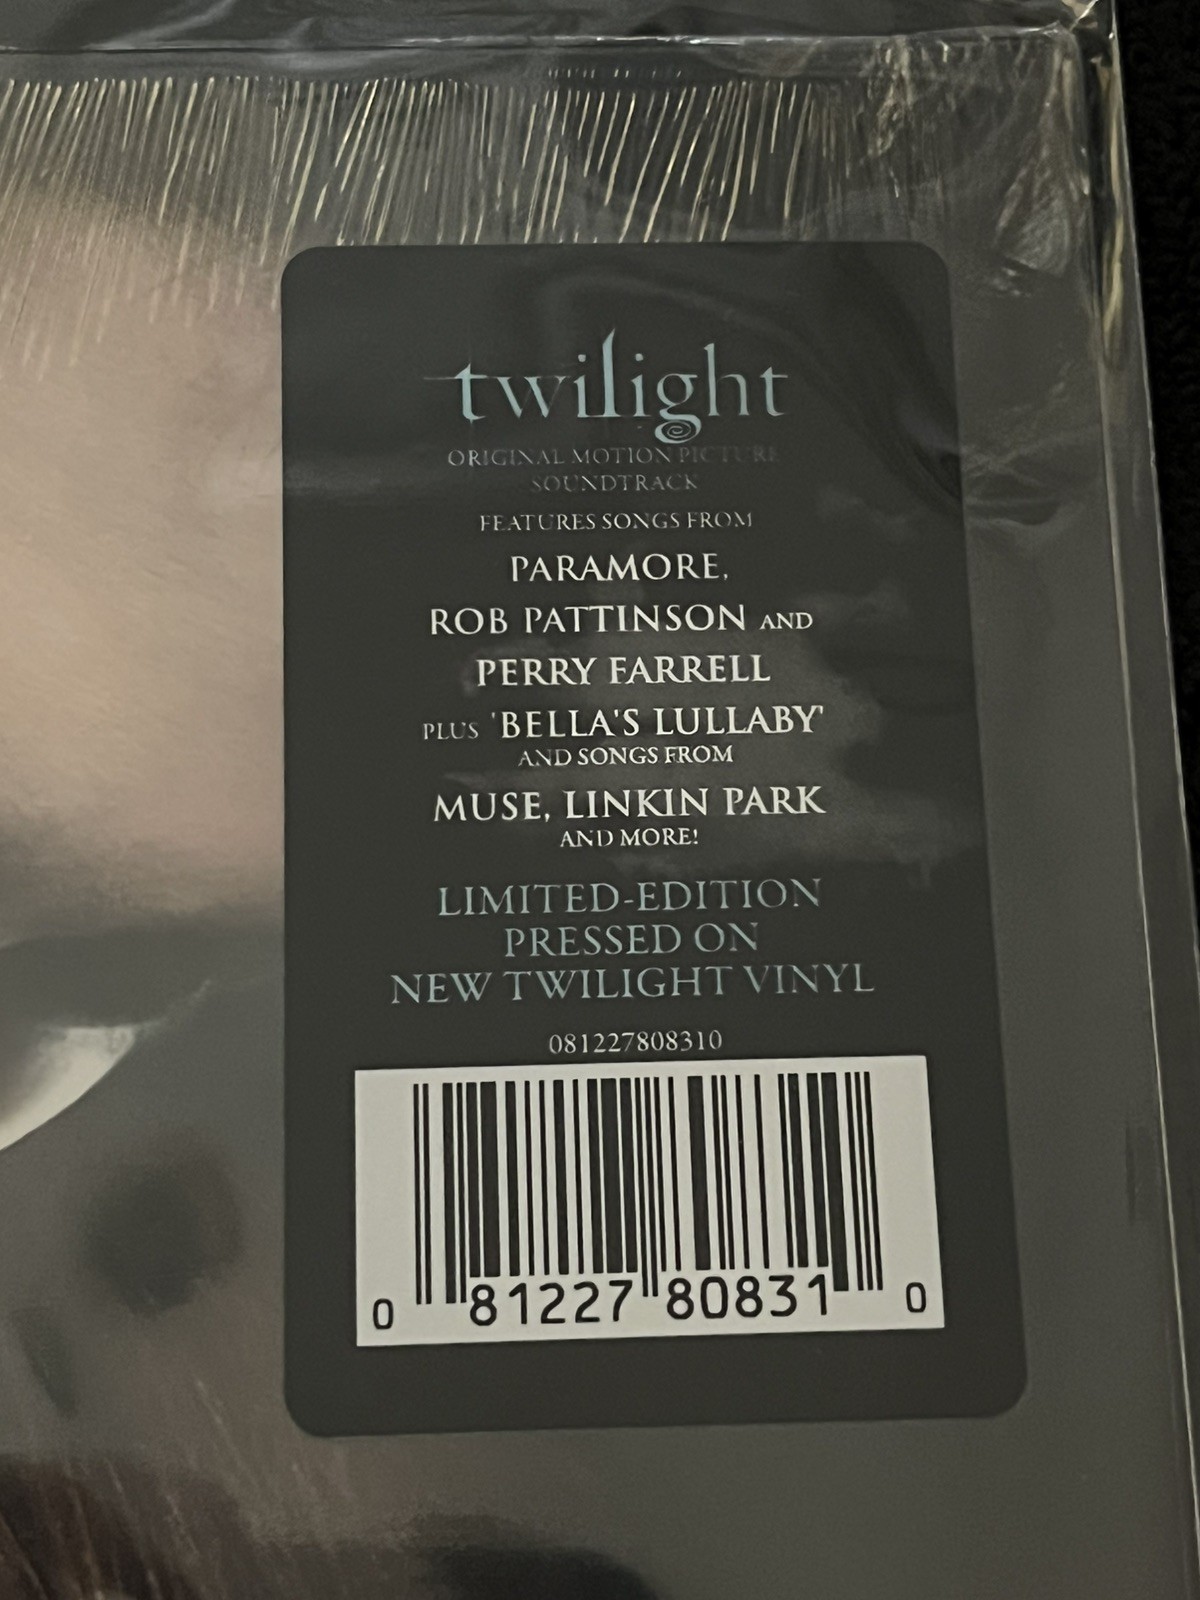 twilight
ORIGINAL MOTION PICTURE
SOUNDTRACK
FEATURES SONGS FROM
PARAMORE,
ROB PATTINSON AND
PERRY FARRELL
PLUS 'BELLA'S LULLABY'
AND SONGS FROM
MUSE, LINKIN PARK
AND MORE!
LIMITED-EDITION
PRESSED ON
NEW TWILIGHT VINYL
081227808310
0 81227 80831 0